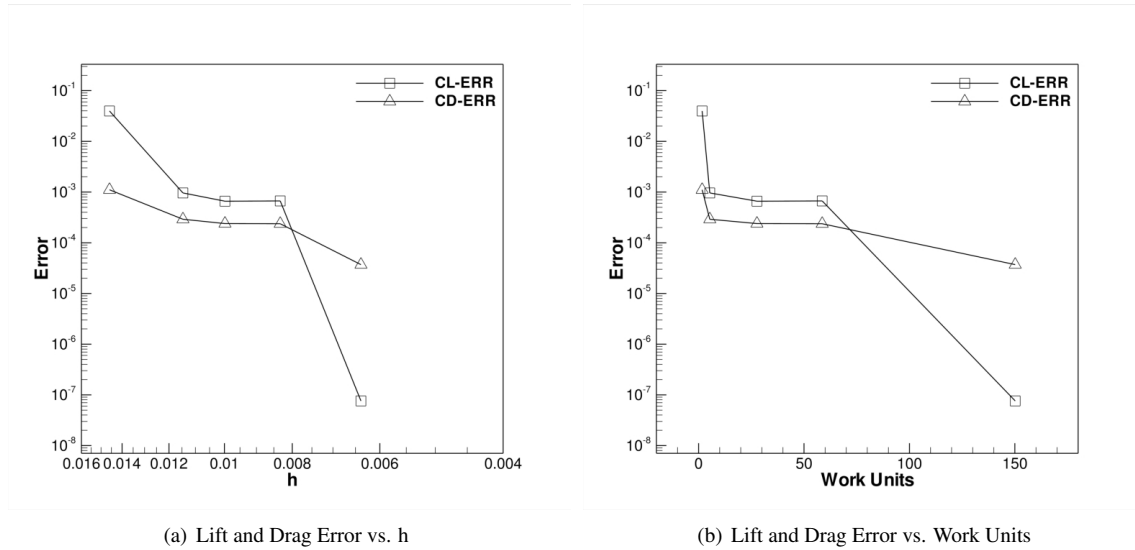 CL-ERR
CD-ERR
10⁻¹
10⁻²
10⁻³
10⁻⁴
10⁻⁵
10⁻⁶
10⁻⁷
10⁻⁸
Error
0.016 0.014 0.012 0.01 0.008 0.006 0.004
h
(a) Lift and Drag Error vs. h
CL-ERR
CD-ERR
10⁻¹
10⁻²
10⁻³
10⁻⁴
10⁻⁵
10⁻⁶
10⁻⁷
10⁻⁸
Error
0 50 100 150
Work Units
(b) Lift and Drag Error vs. Work Units